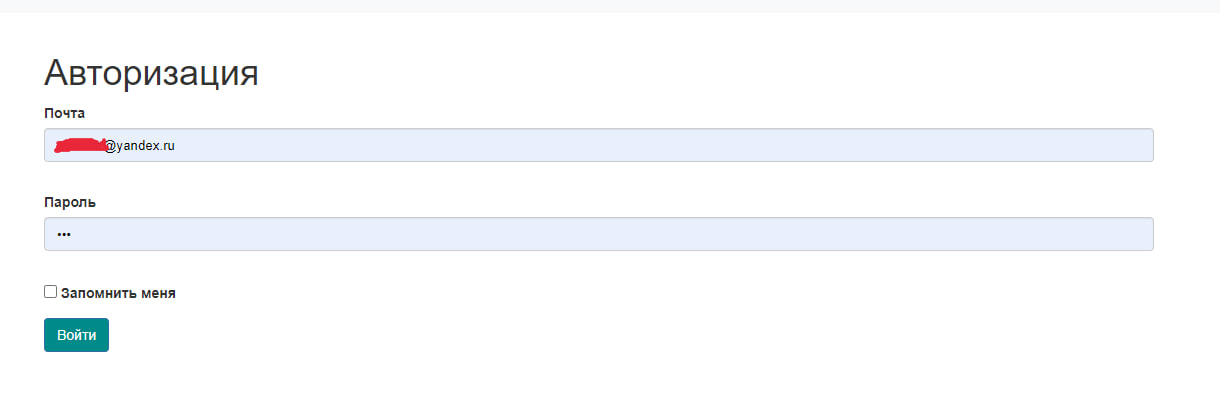 Авторизация
Почта
@yandex.ru
Пароль
•••
Запомнить меня
Войти